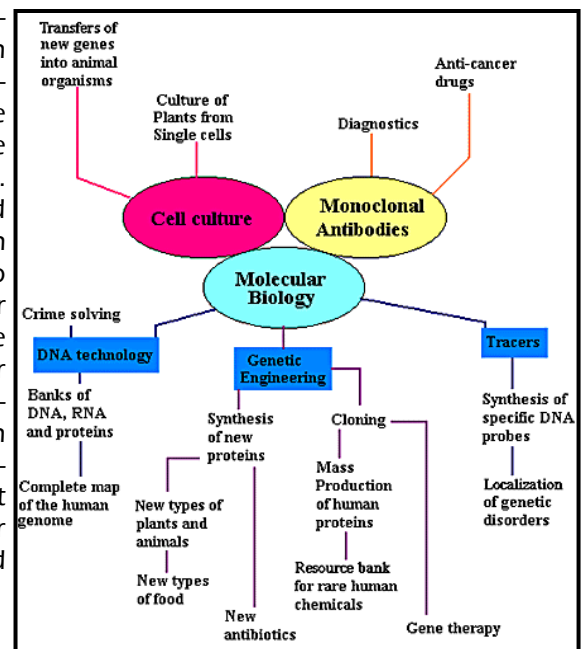 Transfers of
new genes
into animal
organisms
Culture of
Plants from
Single cells
Anti-cancer
drugs
Diagnostics
Cell culture
Monoclonal
Antibodies
Molecular
Biology
Crime solving
DNA technology
Genetic
Engineering
Tracers
Banks of
DNA, RNA
and proteins
Complete map
of the human
genome
Synthesis
of new
proteins
New types of
plants and
animals
New types
of food
New
antibiotics
Cloning
Mass
Production
of human
proteins
Resource bank
for rare human
chemicals
Gene therapy
Synthesis of
specific DNA
probes
Localization
of genetic
disorders